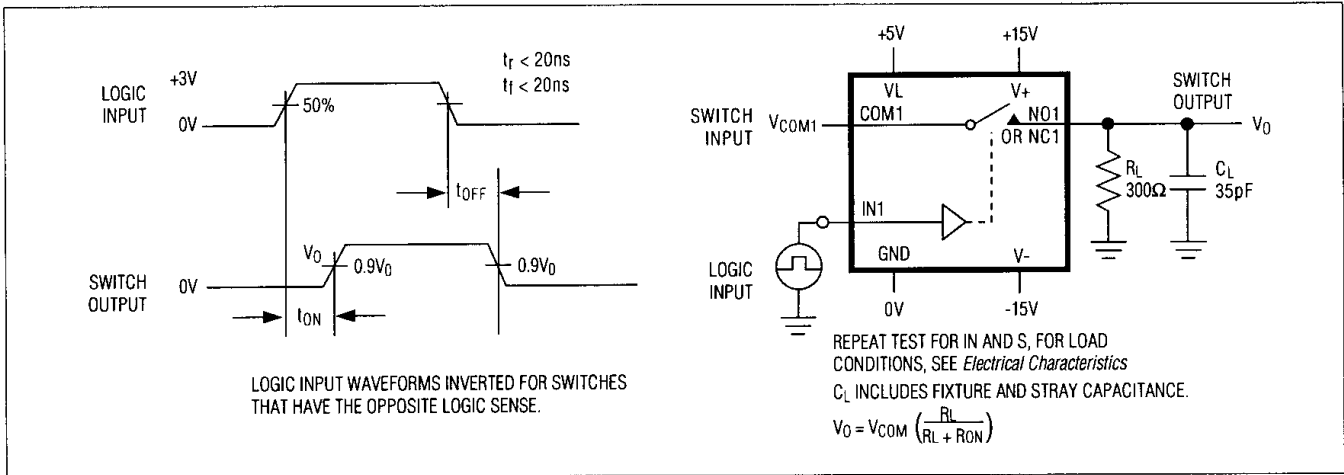 LOGIC
INPUT
+3V
0V
50%
tr < 20ns
tf < 20ns
tOFF
SWITCH
OUTPUT
0V
VO
0.9V0
0.9V0
tON
LOGIC INPUT WAVEFORMS INVERTED FOR SWITCHES
THAT HAVE THE OPPOSITE LOGIC SENSE.
+5V
+15V
VL
V+
SWITCH
INPUT
VCOM1
COM1
NO1
OR NC1
SWITCH
OUTPUT
VO
RL
300Ω
CL
35pF
IN1
LOGIC
INPUT
GND
V-
0V
-15V
REPEAT TEST FOR IN AND S, FOR LOAD
CONDITIONS, SEE Electrical Characteristics
CL INCLUDES FIXTURE AND STRAY CAPACITANCE.
VO = VCOM (RL / RL + RON)